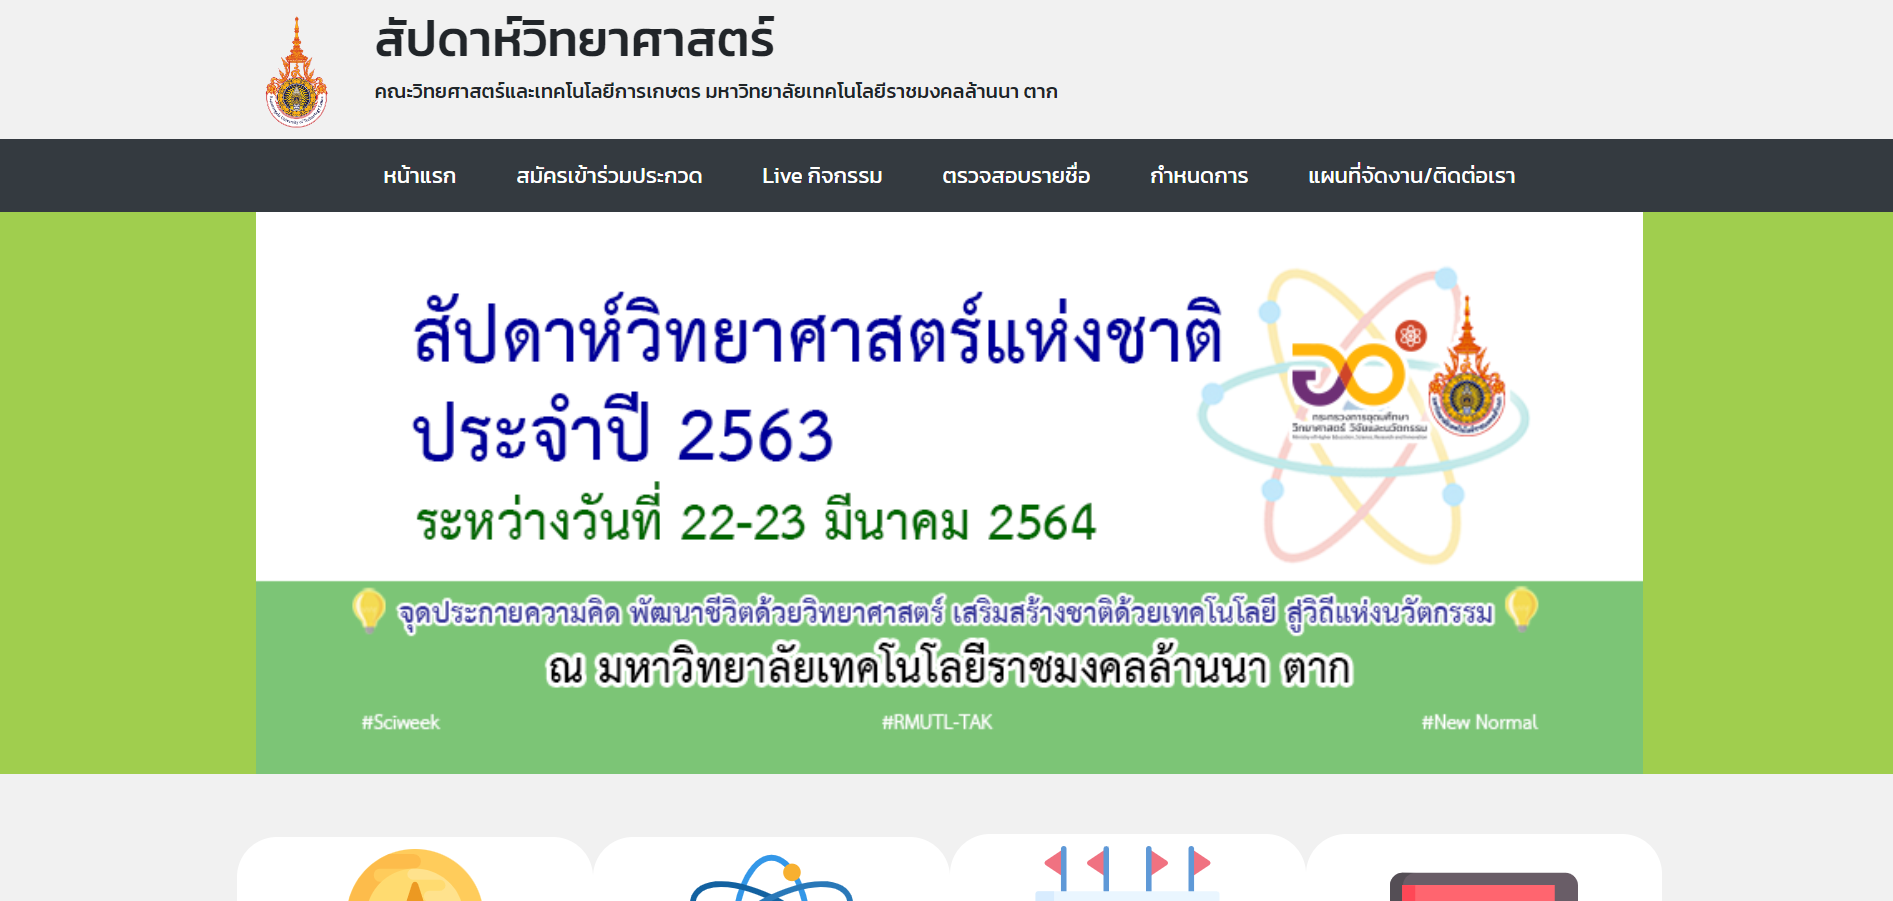 สัปดาห์วิทยาศาสตร์
คณะวิทยศาสตร์และเทคโนโลยีการเกษตร มหาวิทยาลัยเทคโนโลยีราชมงคลล้านนา ตาก
หน้าแรก สมัครเข้าร่วมประกวด Live กิจกรรม ตรวจสอบรายชื่อ กำหนดการ แผนที่จัดงาน/ติดต่อเรา
สัปดาห์วิทยาศาสตร์แห่งชาติ
ประจำปี 2563
ระหว่างวันที่ 22-23 มีนาคม 2564
กระทรวงการอุดมศึกษา
วิทยาศาสตร์ วิจัยและนวัตกรรม
Ministry of Higher Education, Science, Research and Innovation
จุดประกายความคิด พัฒนาชีวิตด้วยวิทยาศาสตร์ เสริมสร้างชาติด้วยเทคโนโลยี สู่วิถีแห่งนวัตกรรม
ณ มหาวิทยาลัยเทคโนโลยีราชมงคลล้านนา ตาก
#Sciweek #RMUTL-TAK #New Normal